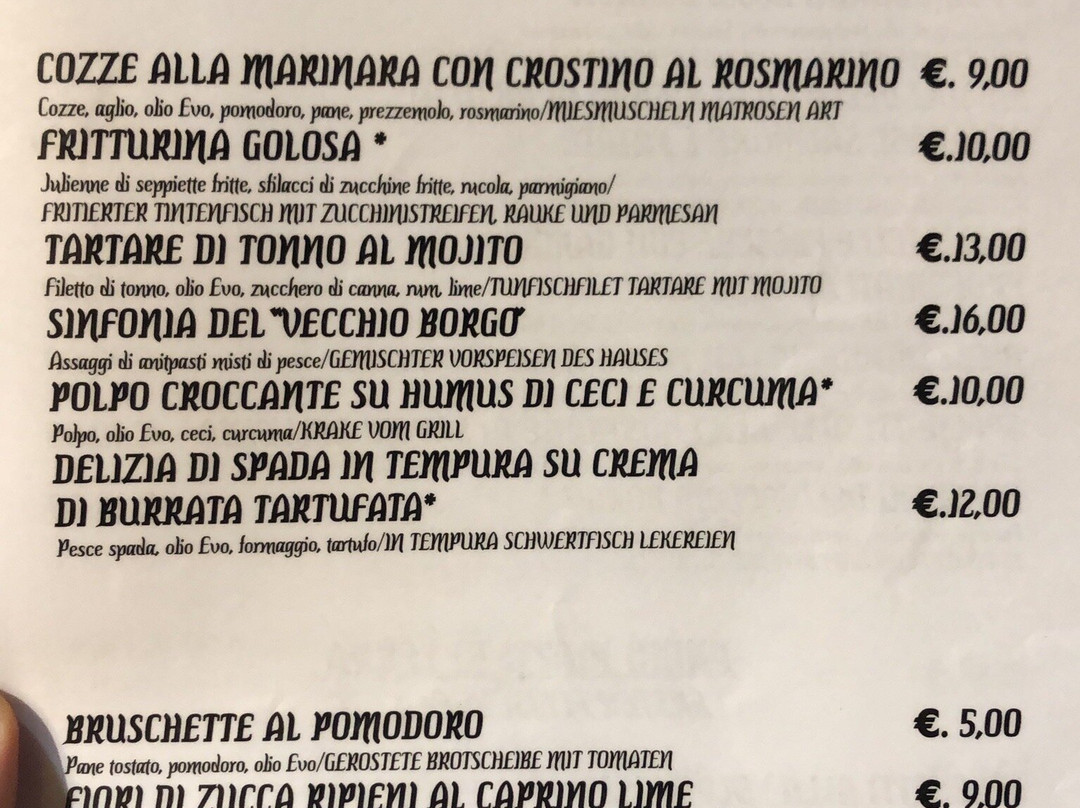 COZZE ALLA MARINARA CON CROSTINO AL ROSMARINO €. 9,00
Cozze, aglio, olio Evo, pomodoro, pane, prezzemolo, rosmarino/MIESMUSCHELN MATROSEN ART
FRITTURINA GOLOSA * €.10,00
Julienne di seppiette fritte, sfilacci di zucchine fritte, rucola, parmigiano/
FRITIERTER TINTENFISCH MIT ZUCCHINISTREIFEN, RAUKE UND PARMESAN
TARTARE DI TONNO AL MOJITO €.13,00
Filetto di tonno, olio Evo, zucchero di canna, rum, lime/TUNFISCHFILET TARTARE MIT MOJITO
SINFONIA DEL "VECCHIO BORGO" €.16,00
Assaggi di anitpasti misti di pesce/GEMISCHTER VORSPEISEN DES HAUSES
POLPO CROCCANTE SU HUMUS DI CECI E CURCUMA* €.10,00
Polpo, olio Evo, ceci, curcuma/KRAKE VOM GRILL
DELIZIA DI SPADA IN TEMPURA SU CREMA
DI BURRATA TARTUFATA* €.12,00
Pesce spada, olio Evo, formaggio, tartufo/IN TEMPURA SCHWERTFISCH LEKEREIEN
BRUSCHETTE AL POMODORO €. 5,00
Pane tostato, pomodoro, olio Evo/GEROSTETE BROTSCHEIBE MIT TOMATEN
FIORI DI ZUCCA RIPIENI AL CAPRINO LIME €. 9,00